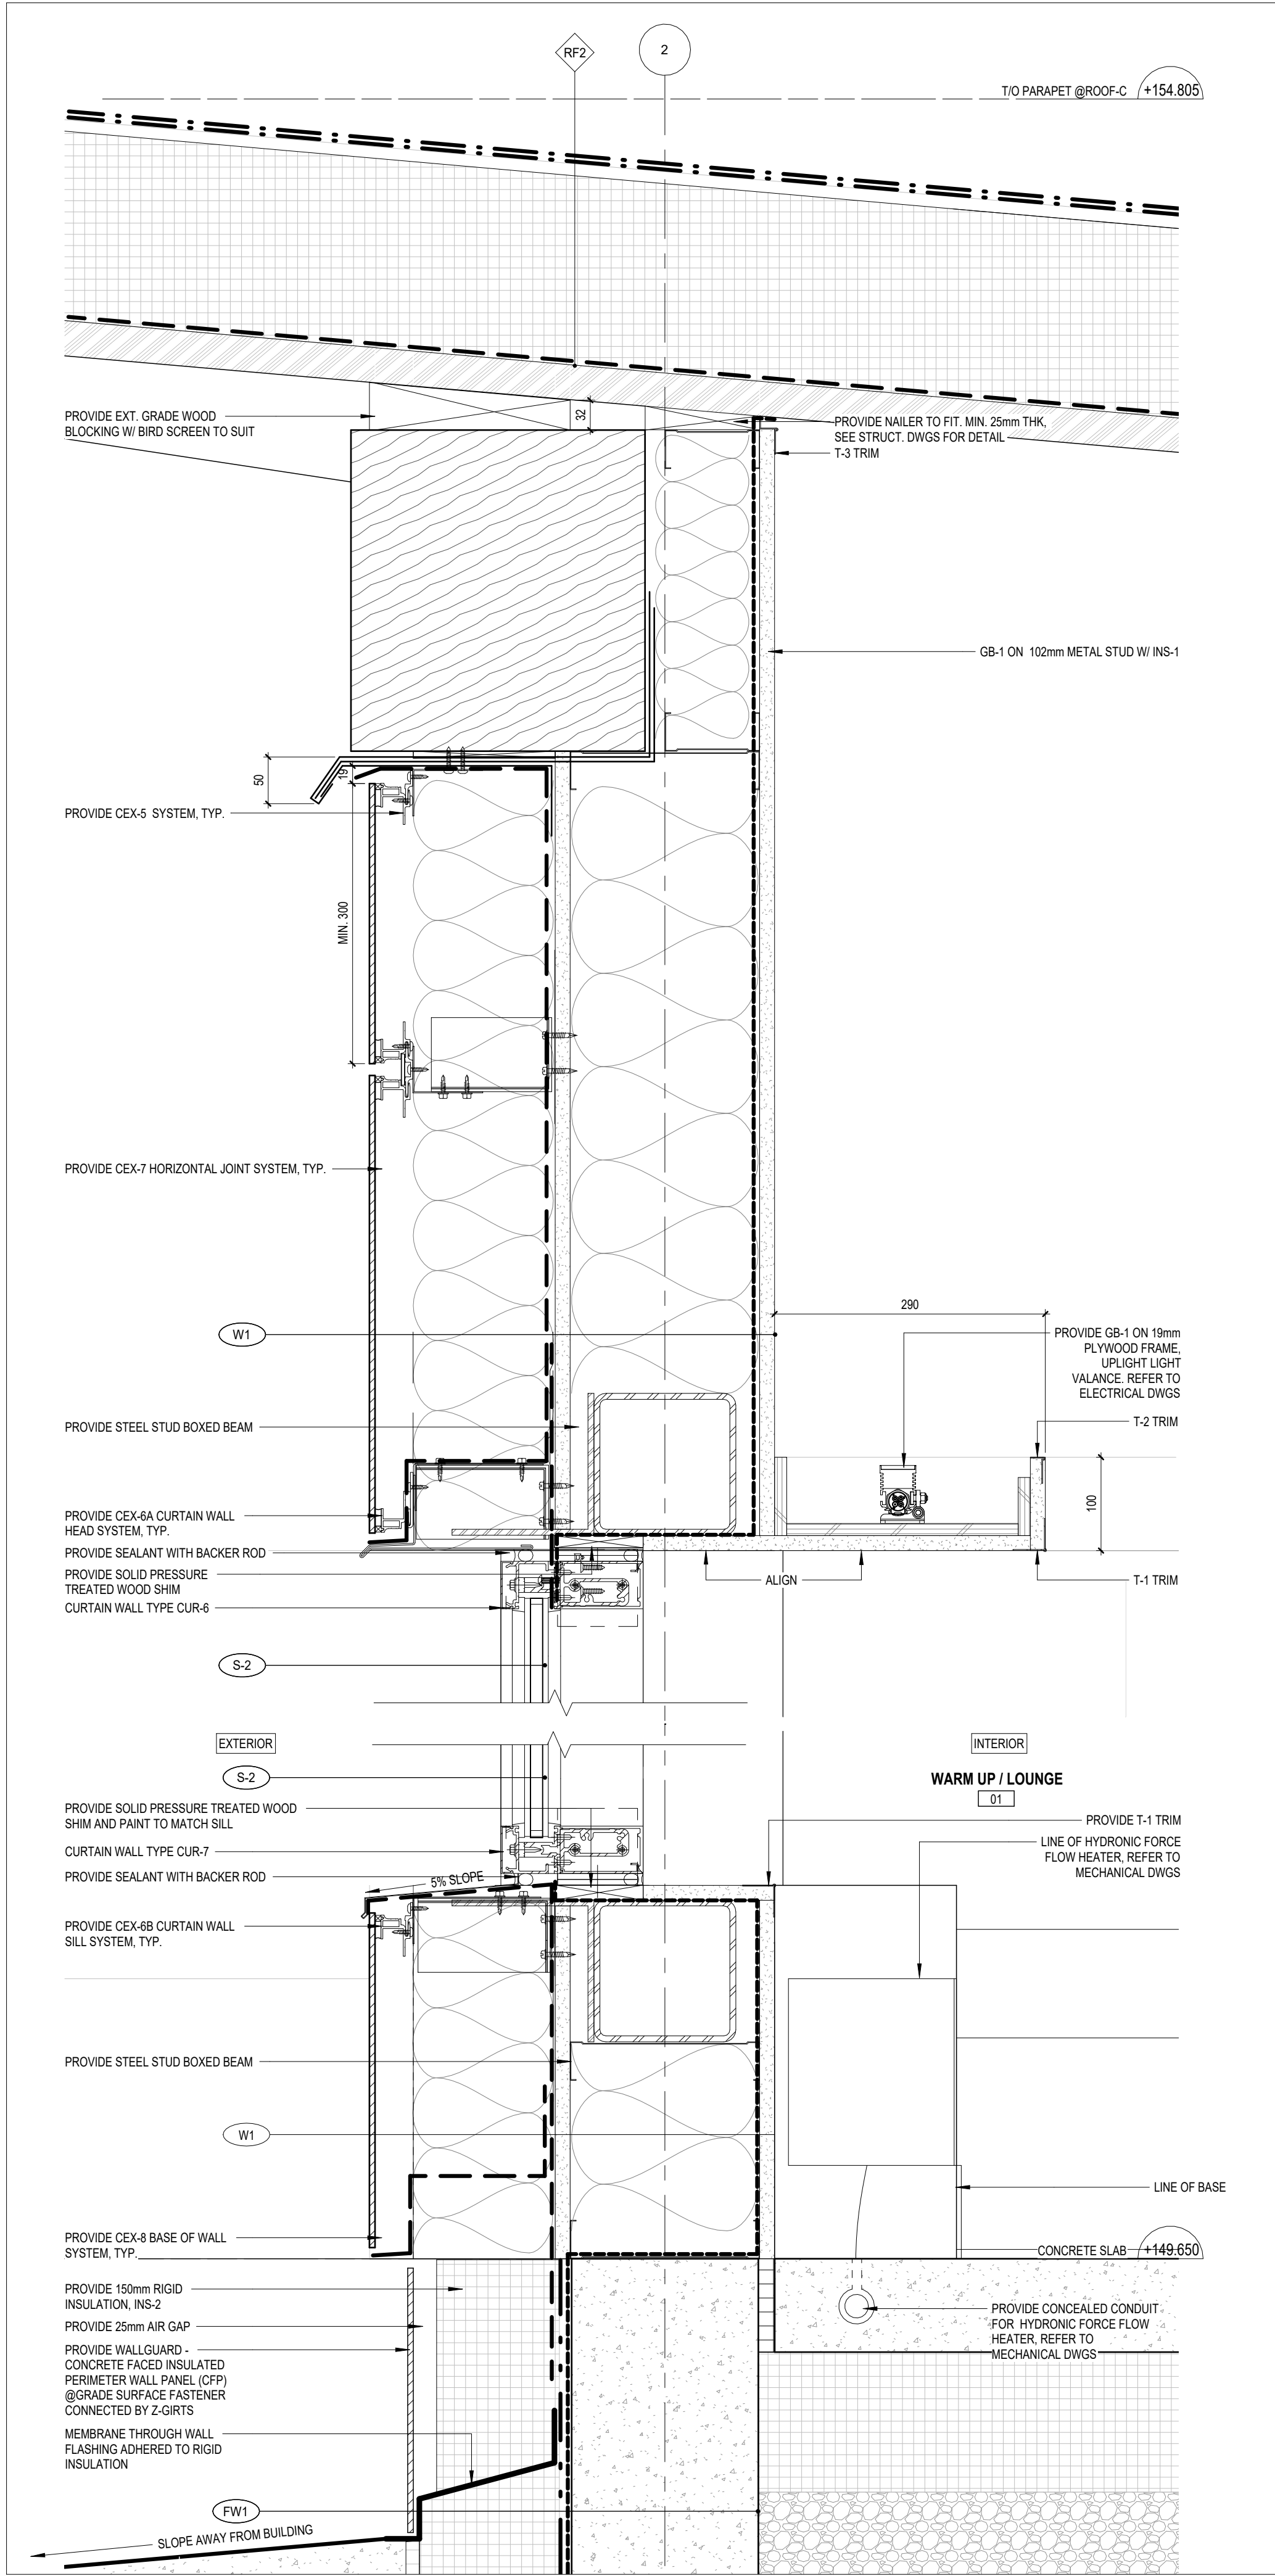 RF2
2
T/O PARAPET @ROOF-C
+154.805
PROVIDE EXT. GRADE WOOD
BLOCKING W/ BIRD SCREEN TO SUIT
32
PROVIDE NAILER TO FIT. MIN. 25mm THK,
SEE STRUCT. DWGS FOR DETAIL
T-3 TRIM
GB-1 ON 102mm METAL STUD W/ INS-1
50
19
PROVIDE CEX-5 SYSTEM, TYP.
MIN. 300
PROVIDE CEX-7 HORIZONTAL JOINT SYSTEM, TYP.
290
W1
PROVIDE GB-1 ON 19mm
PLYWOOD FRAME,
UPLIGHT LIGHT
VALANCE. REFER TO
ELECTRICAL DWGS
PROVIDE STEEL STUD BOXED BEAM
T-2 TRIM
100
PROVIDE CEX-6A CURTAIN WALL
HEAD SYSTEM, TYP.
PROVIDE SEALANT WITH BACKER ROD
PROVIDE SOLID PRESSURE
TREATED WOOD SHIM
ALIGN
T-1 TRIM
CURTAIN WALL TYPE CUR-6
S-2
EXTERIOR
INTERIOR
S-2
WARM UP / LOUNGE
01
PROVIDE SOLID PRESSURE TREATED WOOD
SHIM AND PAINT TO MATCH SILL
PROVIDE T-1 TRIM
CURTAIN WALL TYPE CUR-7
LINE OF HYDRONIC FORCE
FLOW HEATER, REFER TO
MECHANICAL DWGS
PROVIDE SEALANT WITH BACKER ROD
5% SLOPE
PROVIDE CEX-6B CURTAIN WALL
SILL SYSTEM, TYP.
PROVIDE STEEL STUD BOXED BEAM
W1
LINE OF BASE
PROVIDE CEX-8 BASE OF WALL
SYSTEM, TYP.
CONCRETE SLAB
+149.650
PROVIDE 150mm RIGID
INSULATION, INS-2
PROVIDE 25mm AIR GAP
PROVIDE CONCEALED CONDUIT
FOR HYDRONIC FORCE FLOW
HEATER, REFER TO
MECHANICAL DWGS
PROVIDE WALLGUARD -
CONCRETE FACED INSULATED
PERIMETER WALL PANEL (CFP)
@GRADE SURFACE FASTENER
CONNECTED BY Z-GIRTS
MEMBRANE THROUGH WALL
FLASHING ADHERED TO RIGID
INSULATION
FW1
SLOPE AWAY FROM BUILDING